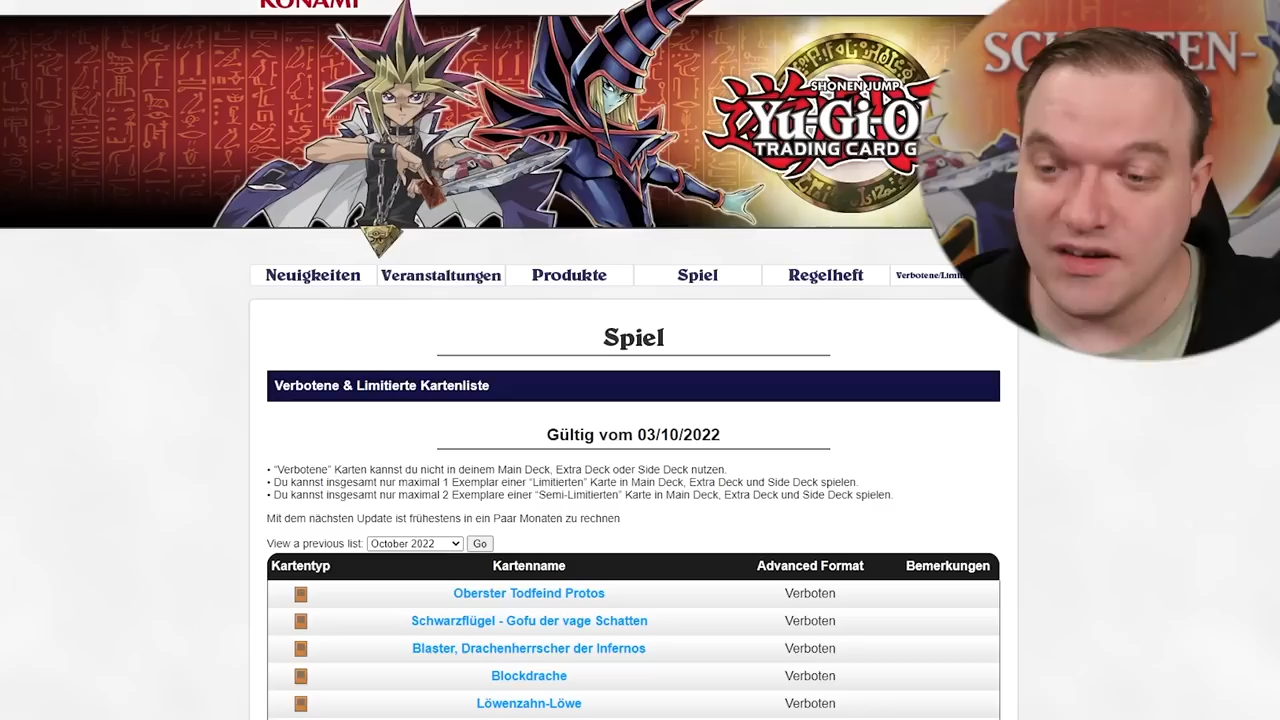 KONAMI
SCH TEN-
SHONEN JUMP
Yu-Gi-O
TRADING CARD G
Neuigkeiten
Veranstaltungen
Produkte
Spiel
Regelheft
Verbotene/Limi
Spiel
Verbotene & Limitierte Kartenliste
Gültig vom 03/10/2022
• “Verbotene” Karten kannst du nicht in deinem Main Deck, Extra Deck oder Side Deck nutzen.
• Du kannst insgesamt nur maximal 1 Exemplar einer “Limitierten” Karte in Main Deck, Extra Deck und Side Deck spielen.
• Du kannst insgesamt nur maximal 2 Exemplare einer “Semi-Limitierten” Karte in Main Deck, Extra Deck und Side Deck spielen.
Mit dem nächsten Update ist frühestens in ein Paar Monaten zu rechnen
View a previous list: October 2022 Go
Kartentyp Kartenname Advanced Format Bemerkungen
Oberster Todfeind Protos Verboten
Schwarzflügel - Gofu der vage Schatten Verboten
Blaster, Drachenherrscher der Infernos Verboten
Blockdrache Verboten
Löwenzahn-Löwe Verboten